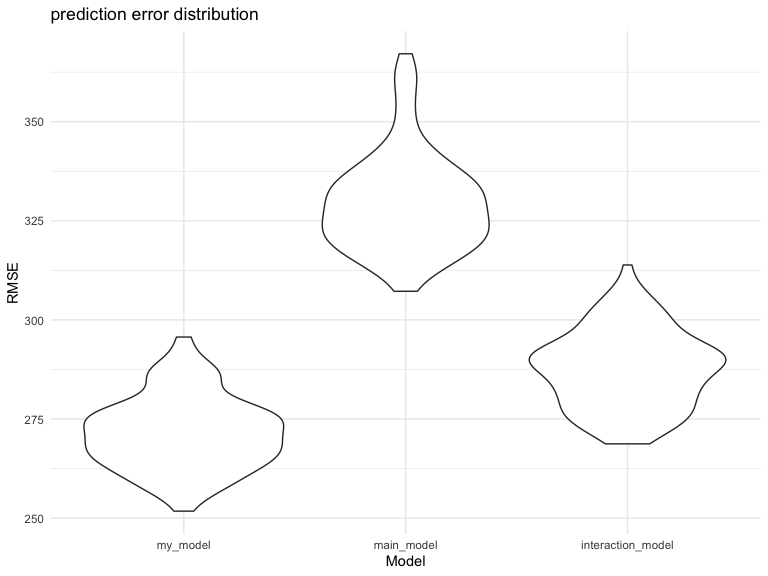 prediction error distribution
350
325
300
275
250
RMSE
my_model
main_model
interaction_model
Model